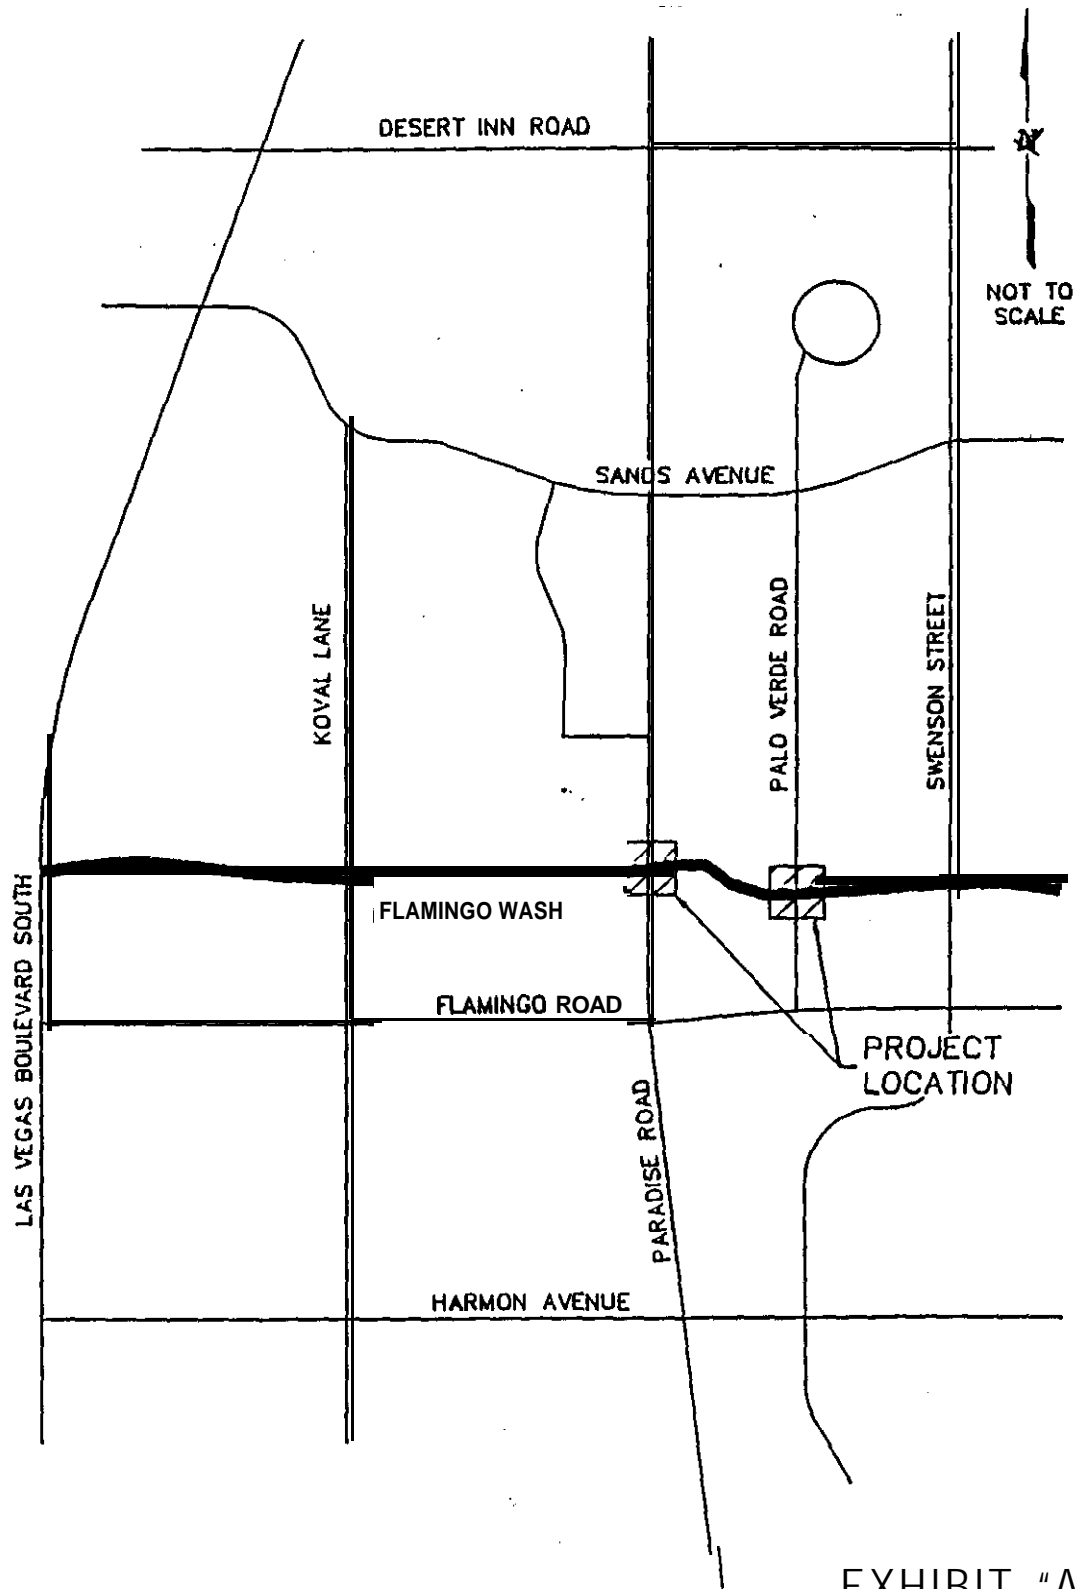 DESERT INN ROAD
NOT TO
SCALE
SANDS AVENUE
KOVAL LANE
PALO VERDE ROAD
SWENSON STREET
LAS VEGAS BOULEVARD SOUTH
FLAMINGO WASH
FLAMINGO ROAD
PROJECT
LOCATION
PARADISE ROAD
HARMON AVENUE
EXHIBIT "A